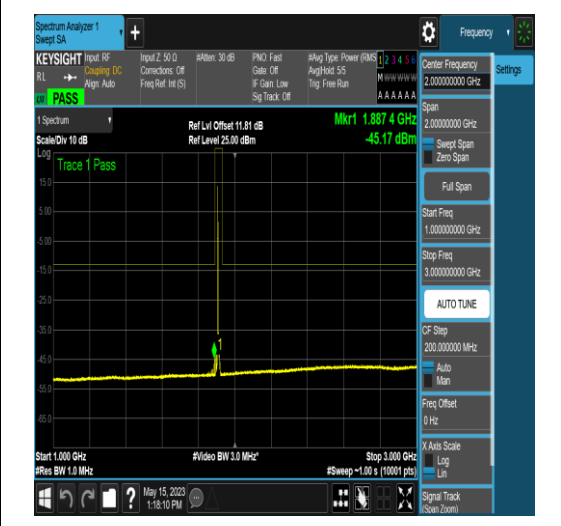 Spectrum Analyzer 1
Swept SA
+
Frequency
KEYSIGHT
RL
Input: RF
Coupling: DC
Align: Auto
Input Z: 50 Ω
Corrections: Off
Freq Ref: Int (S)
#Atten: 30 dB
PNO: Fast
Gate: Off
IF Gain: Low
Sig Track: Off
#Avg Type: Power (RMS
Avg|Hold: 5/5
Trig: Free Run
1 2 3 4 5 6
M W W W W W
A A A A A A
PASS
Center Frequency
2.000000000 GHz
Settings
Span
2.00000000 GHz
Swept Span
Zero Span
Full Span
Start Freq
1.000000000 GHz
Stop Freq
3.000000000 GHz
AUTO TUNE
CF Step
200.000000 MHz
Auto
Man
Freq Offset
0 Hz
X Axis Scale
Log
Lin
Signal Track
(Span Zoom)
1 Spectrum
Scale/Div 10 dB
Log
Ref Lvl Offset 11.81 dB
Ref Level 25.00 dBm
Mkr1 1.887 4 GHz
-45.17 dBm
Trace 1 Pass
15.0
5.00
-5.00
-15.0
-25.0
-35.0
-45.0
-55.0
-65.0
1
Start 1.000 GHz
#Res BW 1.0 MHz
#Video BW 3.0 MHz*
Stop 3.000 GHz
#Sweep ~1.00 s (10001 pts)
?
May 15, 2023
1:18:10 PM